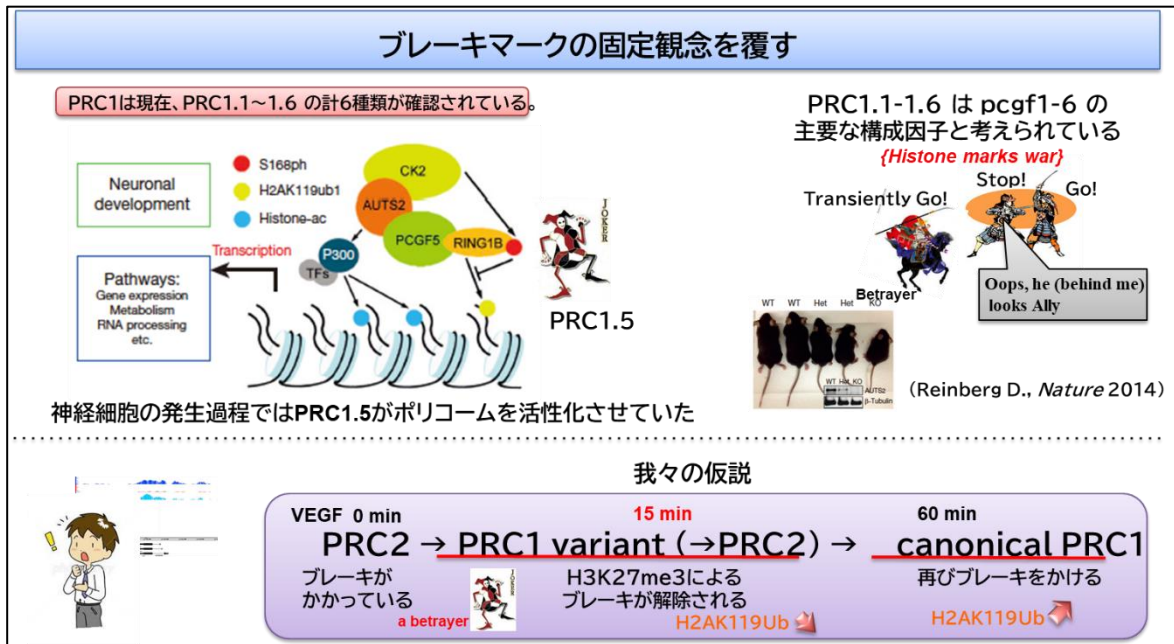 ブレーキマークの固定観念を覆す
PRC1は現在、PRC1.1～1.6 の計6種類が確認されている。
Neuronal
development
S168ph
H2AK119ub1
Histone-ac
CK2
AUTS2
PCGF5
RING1B
P300
TFs
Transcription
Pathways:
Gene expression
Metabolism
RNA processing
etc.
JOKER
PRC1.5
神経細胞の発生過程ではPRC1.5がポリコームを活性化させていた
PRC1.1-1.6 は pcgf1-6 の
主要な構成因子と考えられている
{Histone marks war}
Stop!
Go!
Transiently Go!
Betrayer
Oops, he (behind me)
looks Ally
WT WT Het Het KO
WT Het KO
AUTS2
β-Tubulin
（Reinberg D., Nature 2014）
我々の仮説
VEGF 0 min 15 min 60 min
PRC2 → PRC1 variant (→PRC2) → canonical PRC1
ブレーキが
かかっている
a betrayer
JOKER
H3K27me3による
ブレーキが解除される
H2AK119Ub
再びブレーキをかける
H2AK119Ub